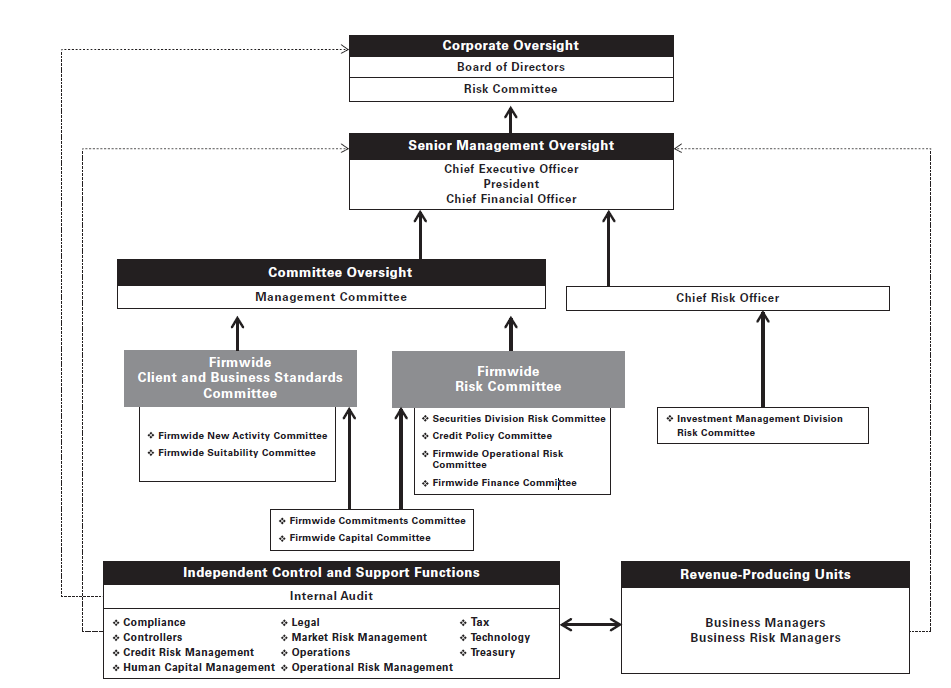 Corporate Oversight
Board of Directors
Risk Committee
Senior Management Oversight
Chief Executive Officer
President
Chief Financial Officer
Committee Oversight
Management Committee
Chief Risk Officer
Firmwide
Client and Business Standards
Committee
Firmwide
Risk Committee
❖ Firmwide New Activity Committee
❖ Firmwide Suitability Committee
❖ Securities Division Risk Committee
❖ Credit Policy Committee
❖ Firmwide Operational Risk
Committee
❖ Firmwide Finance Committee
❖ Investment Management Division
Risk Committee
❖ Firmwide Commitments Committee
❖ Firmwide Capital Committee
Independent Control and Support Functions
Internal Audit
❖ Compliance
❖ Controllers
❖ Credit Risk Management
❖ Human Capital Management
❖ Legal
❖ Market Risk Management
❖ Operations
❖ Operational Risk Management
❖ Tax
❖ Technology
❖ Treasury
Revenue-Producing Units
Business Managers
Business Risk Managers